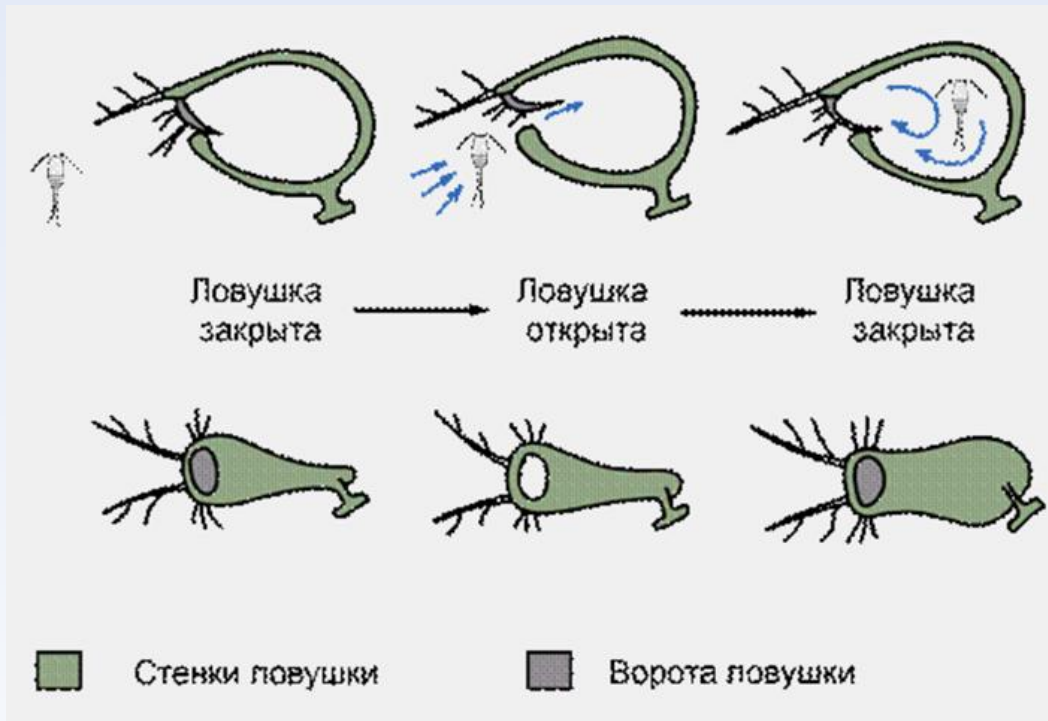 Ловушка
закрыта
Ловушка
открыта
Ловушка
закрыта
Стенки ловушки
Ворота ловушки